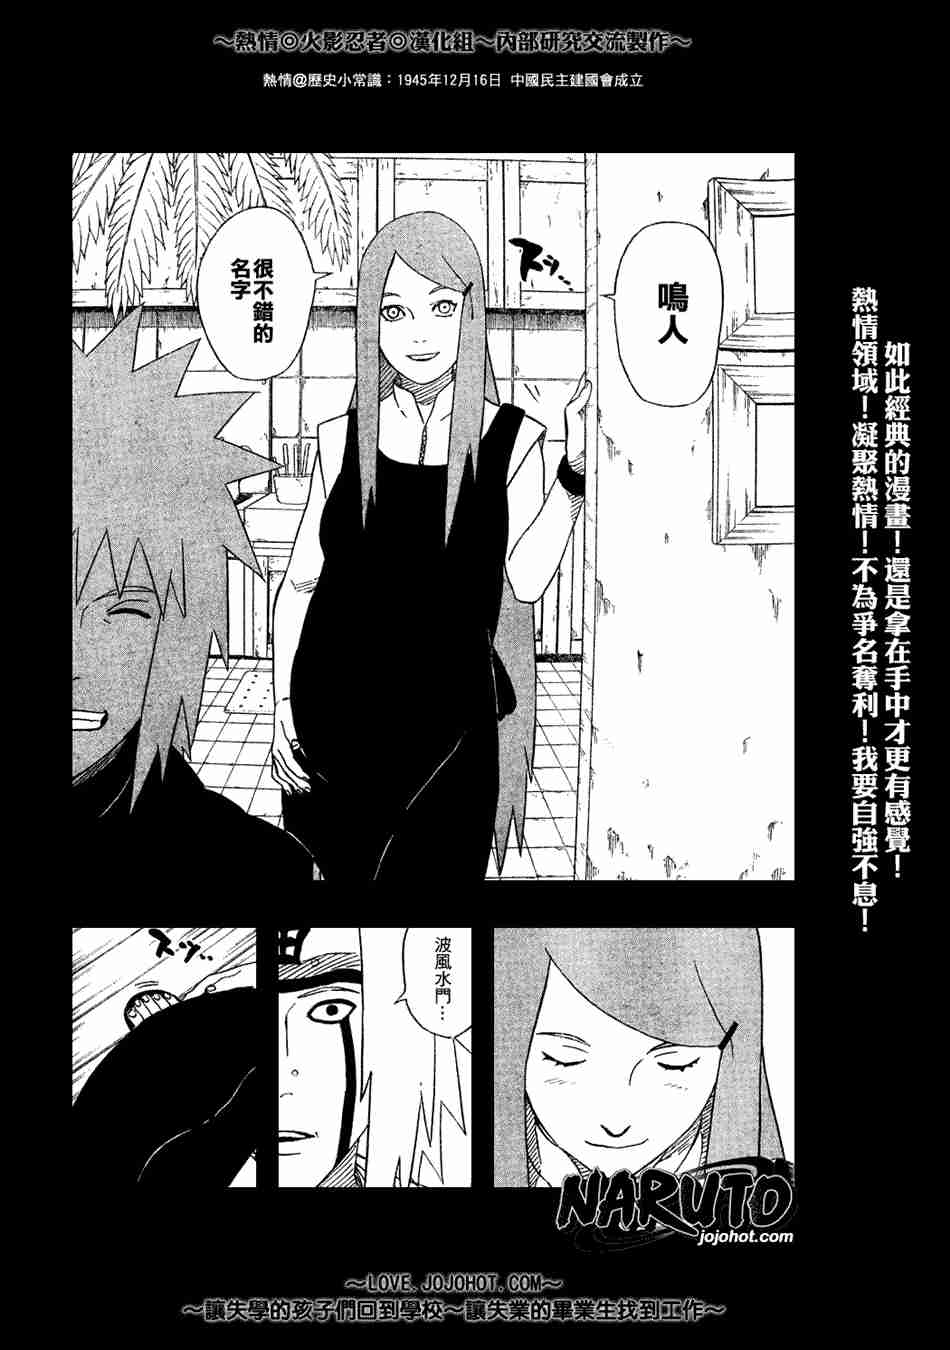 ～熱情◎火影忍者◎漢化組～內部研究交流製作～
熱情@歷史小常識：1945年12月16日 中國民主建國會成立
鳴人
很不錯的
名字
ズッ…
如此經典的漫畫！還是拿在手中才更有感覺！
熱情領域！凝聚熱情！不為爭名奪利！我要自強不息！
波風水門…
ズッ…
NARUTO
jojohot.com
～LOVE.JOJOHOT.COM～
～讓失學的孩子們回到學校～讓失業的畢業生找到工作～